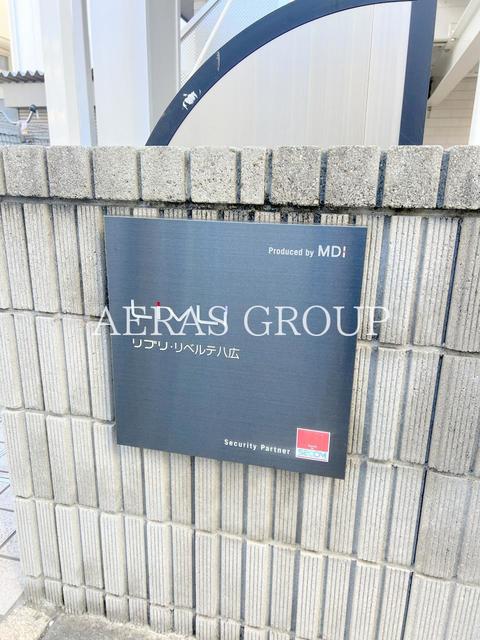 Produced by MDI
AERAS GROUP
リブリ・リベルテ八広
Security Partner
SECOM